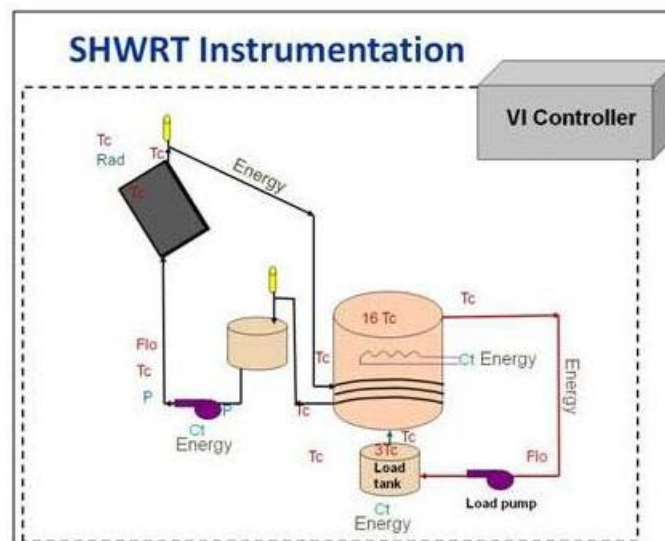 SHWRT Instrumentation
VI Controller
Tc
Rad
Tc
Energy
Tc
16 Tc
Tc
Flo
Tc
Tc
Ct Energy
Energy
P
P
Ct
Energy
Tc
Tc
Tc
3Tc
Load
tank
Flo
Load pump
Ct
Energy